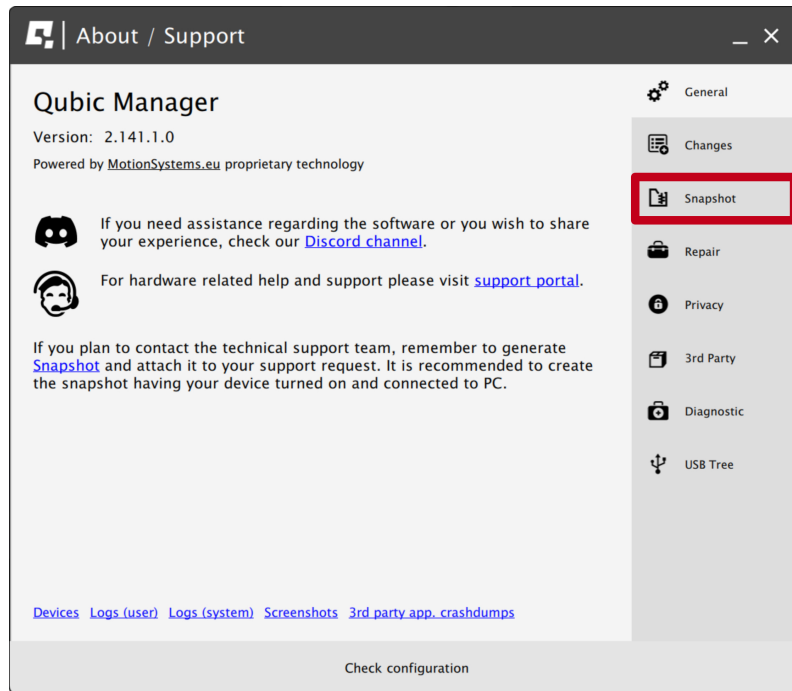 About / Support
Qubic Manager
Version: 2.141.1.0
Powered by MotionSystems.eu proprietary technology
If you need assistance regarding the software or you wish to share
your experience, check our Discord channel.
For hardware related help and support please visit support portal.
If you plan to contact the technical support team, remember to generate
Snapshot and attach it to your support request. It is recommended to create
the snapshot having your device turned on and connected to PC.
Devices Logs (user) Logs (system) Screenshots 3rd party app. crashdumps
General
Changes
Snapshot
Repair
Privacy
3rd Party
Diagnostic
USB Tree
Check configuration